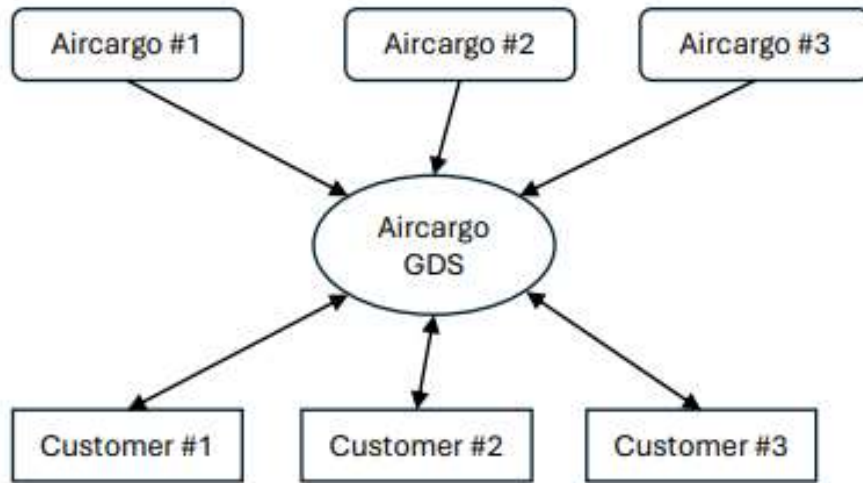 Aircargo #1
Aircargo #2
Aircargo #3
Aircargo
GDS
Customer #1
Customer #2
Customer #3